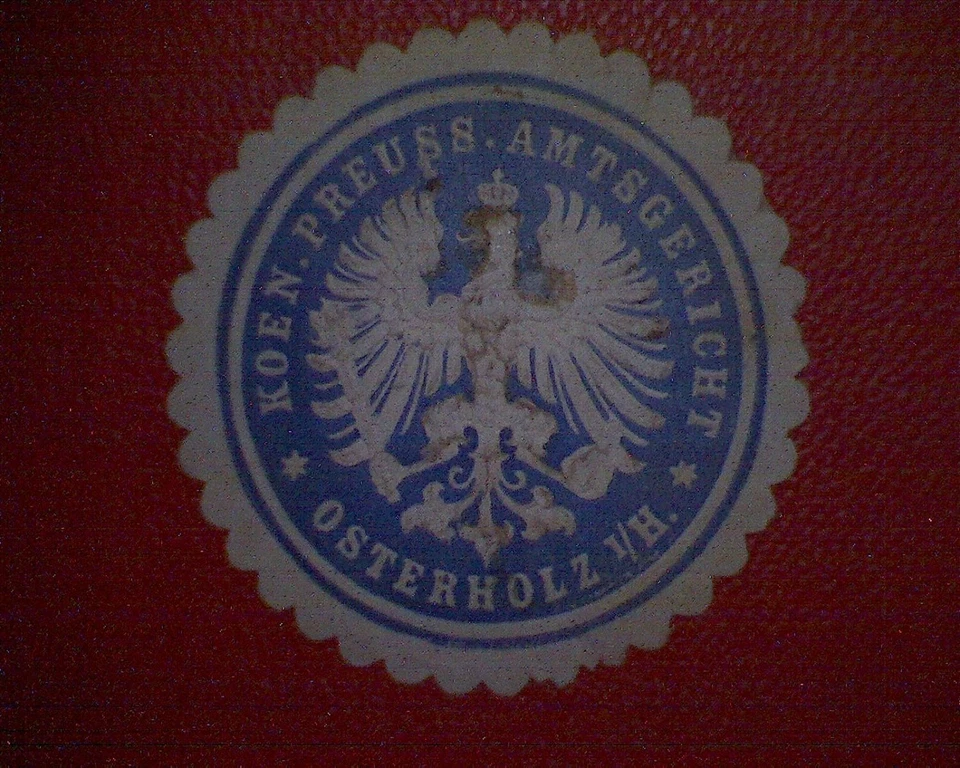 KOEN. PREUSS. AMTSGERICHT
OSTERHOLZ I/H.